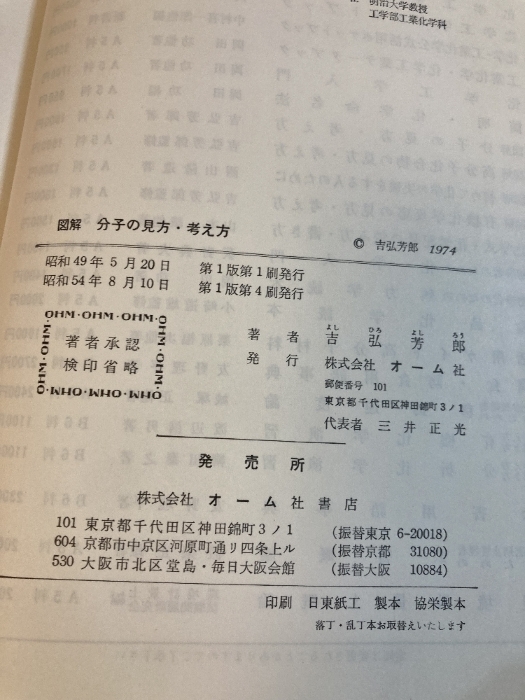 明治大学教授
工学部工業化学科
図解 分子の見方・考え方
© 吉弘芳郎 1974
昭和49年5月20日 第1版第1刷発行
昭和54年8月10日 第1版第4刷発行
OHM・OHM・OHM・OHM・OHM・OHM・OHM・OHM・OHM・OHM
著者承認
検印省略
よし ひろ よし ろう
著者 吉弘芳郎
発行 株式会社 オーム社
郵便番号 101
東京都千代田区神田錦町3ノ1
代表者 三井正光
発売所
株式会社 オーム社書店
101 東京都千代田区神田錦町3ノ1 (振替東京 6-20018)
604 京都市中京区河原町通リ四条上ル (振替京都 31080)
530 大阪市北区堂島・毎日大阪会館 (振替大阪 10884)
印刷 日東紙工 製本 協栄製本
落丁・乱丁本お取替えいたします